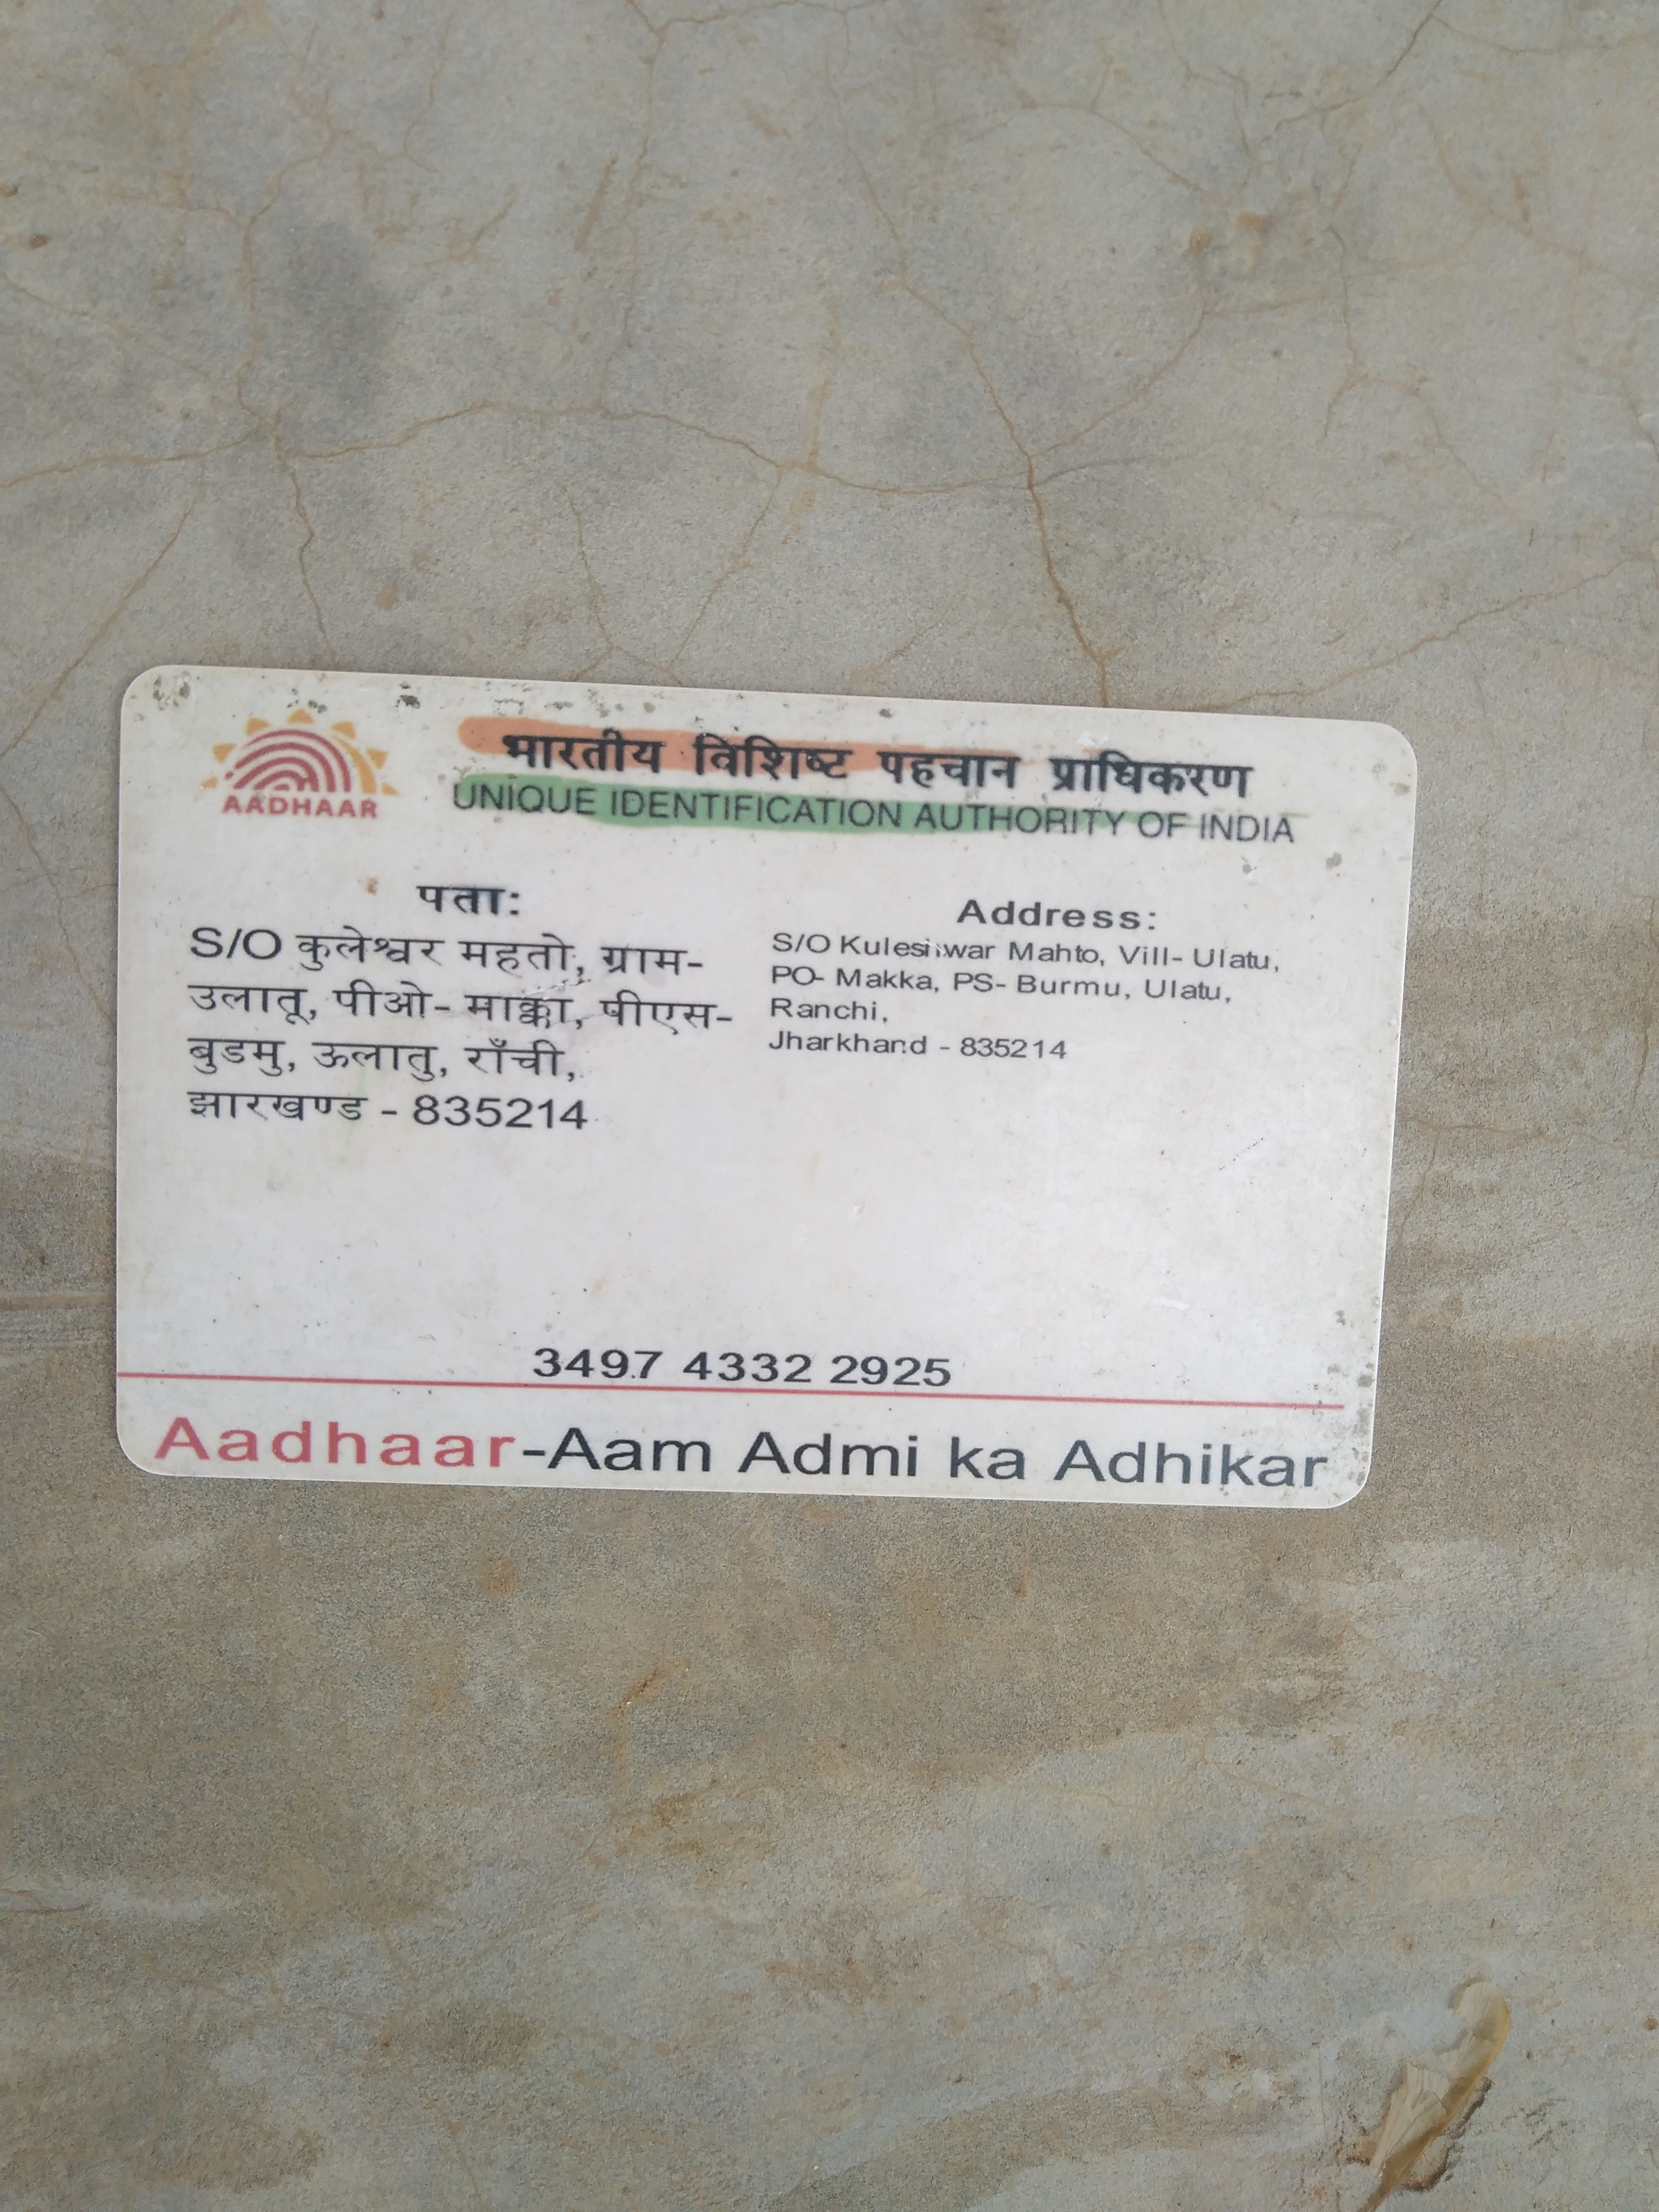 भारतीय विशिष्ट पहचान प्राधिकरण
UNIQUE IDENTIFICATION AUTHORITY OF INDIA
AADHAAR
पता:
S/O कुलेश्वर महतो, ग्राम-
उलातू, पीओ- माक्का, पीएस-
बुडमु, ऊलातु, राँची,
झारखण्ड - 835214
Address:
S/O Kuleshwar Mahto, Vill- Ulatu,
PO- Makka, PS- Burmu, Ulatu,
Ranchi,
Jharkhand - 835214
3497 4332 2925
Aadhaar-Aam Admi ka Adhikar